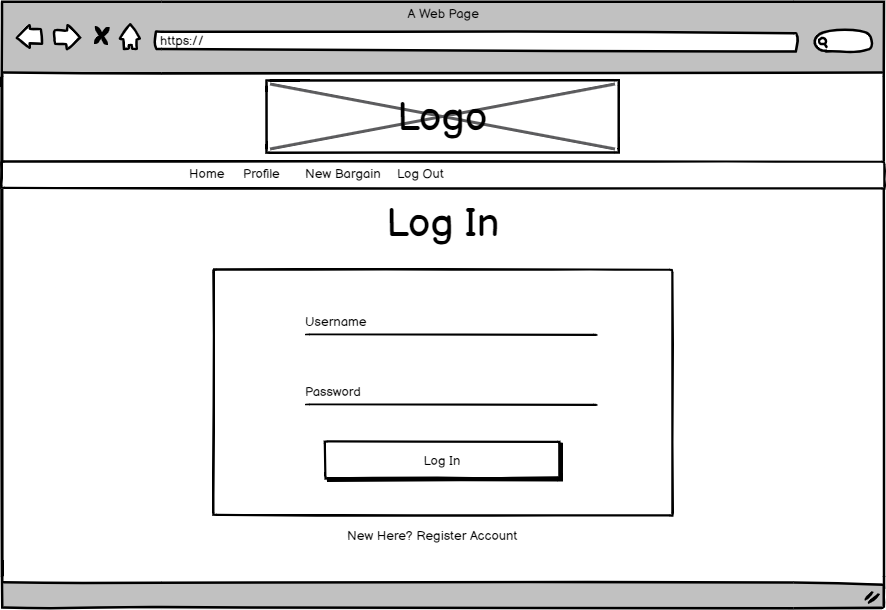 A Web Page
https://
Logo
Home Profile New Bargain Log Out
Log In
Username
Password
Log In
New Here? Register Account